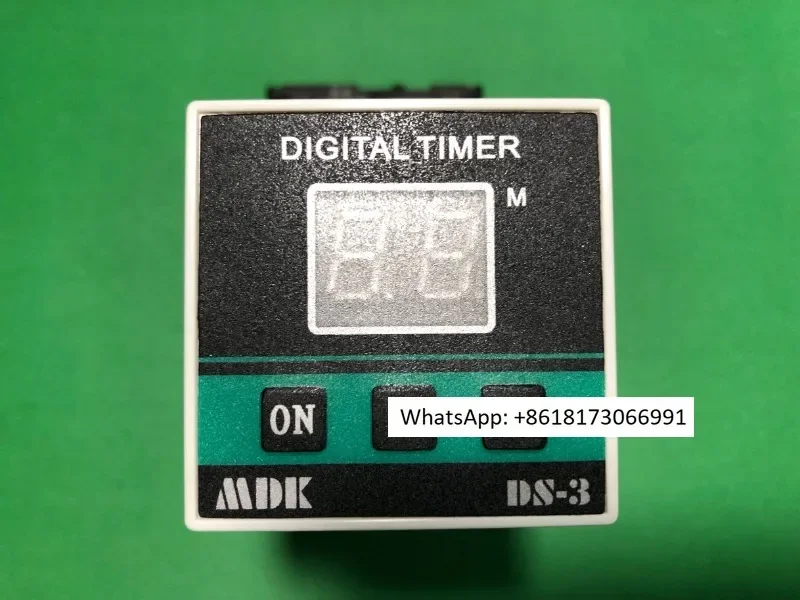 DIGITAL TIMER
M
ON
WhatsApp: +8618173066991
MDK
DS-3